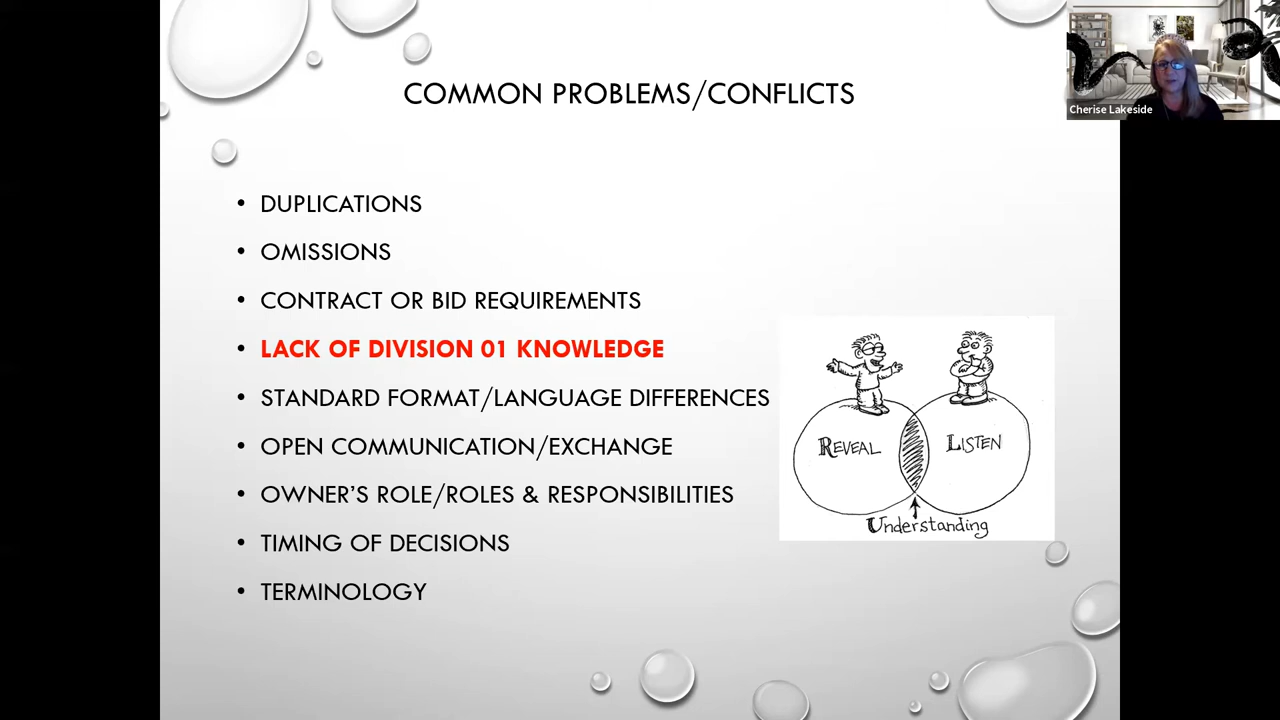 COMMON PROBLEMS/CONFLICTS
Cherise Lakeside
• DUPLICATIONS
• OMISSIONS
• CONTRACT OR BID REQUIREMENTS
• LACK OF DIVISION 01 KNOWLEDGE
• STANDARD FORMAT/LANGUAGE DIFFERENCES
• OPEN COMMUNICATION/EXCHANGE
• OWNER'S ROLE/ROLES & RESPONSIBILITIES
• TIMING OF DECISIONS
• TERMINOLOGY
REVEAL
LISTEN
Understanding